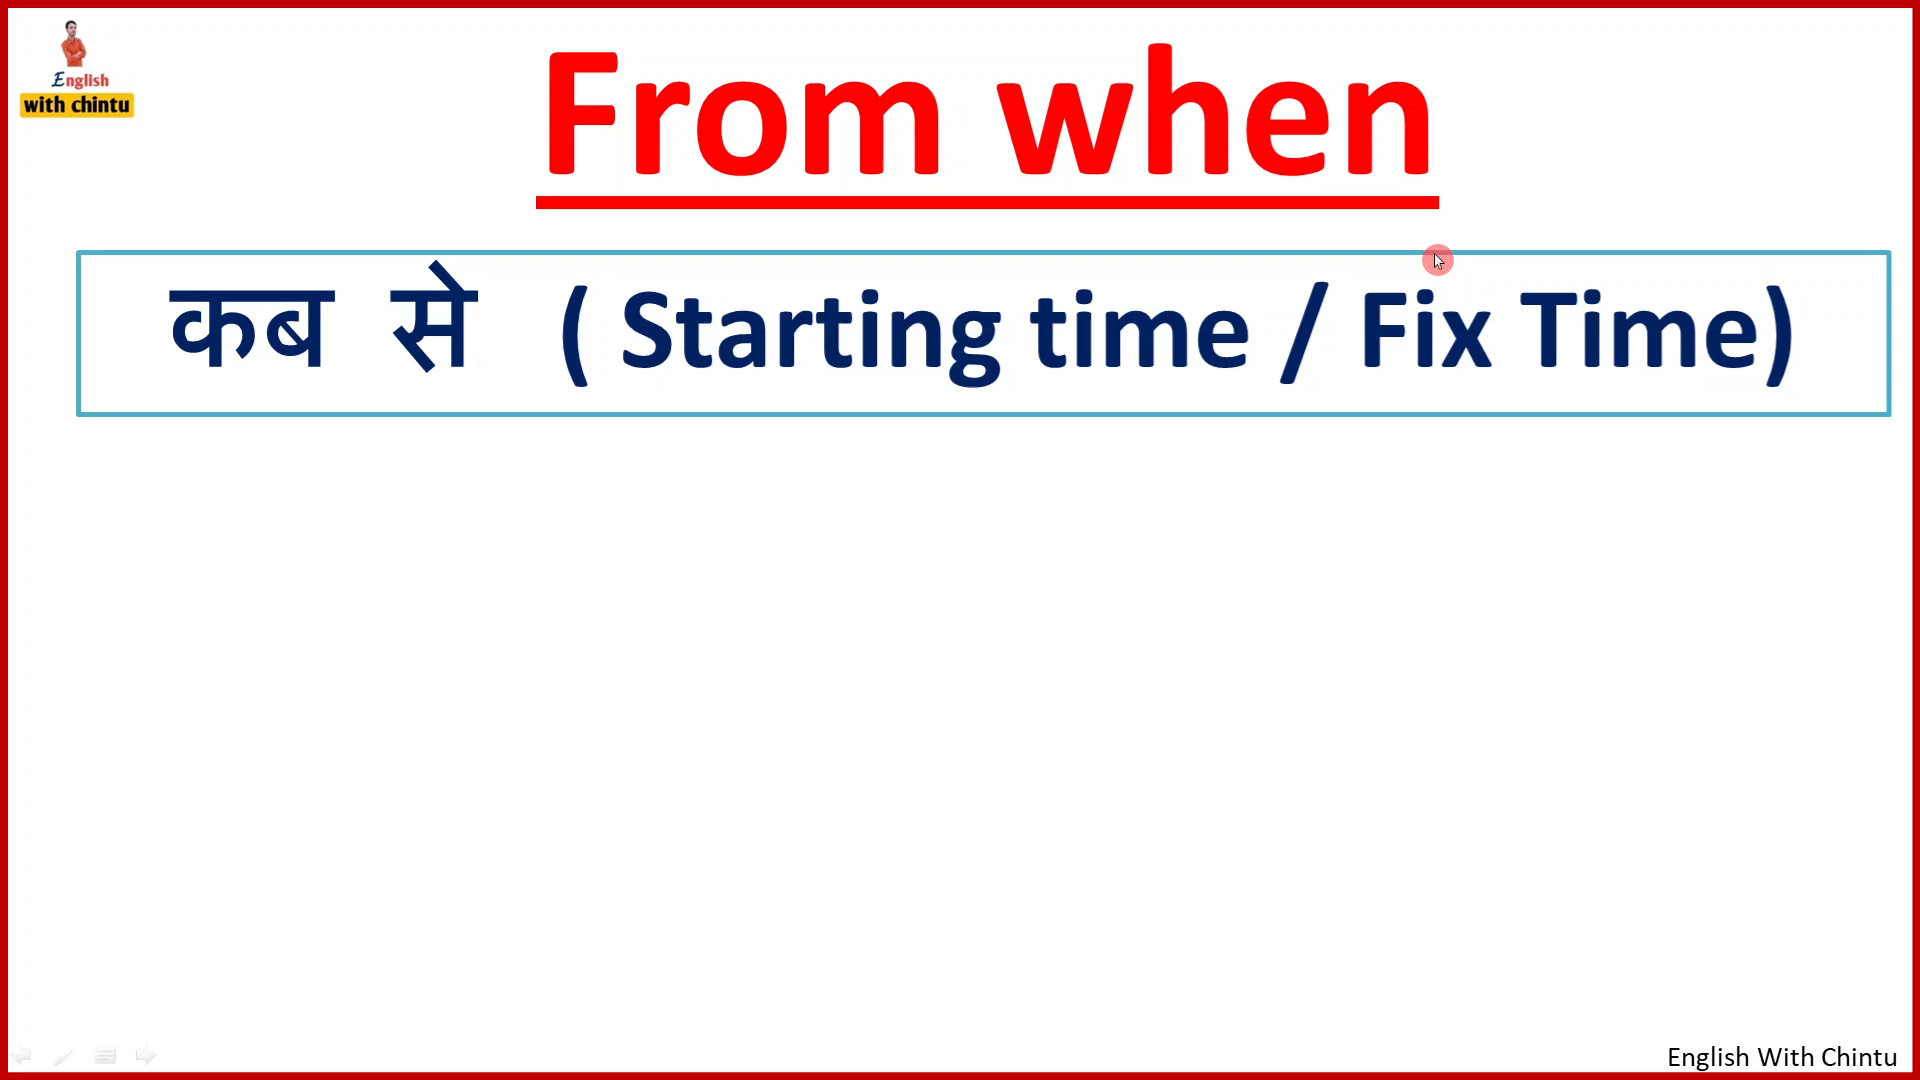 English
with chintu
From when
कब से ( Starting time / Fix Time)
English With Chintu